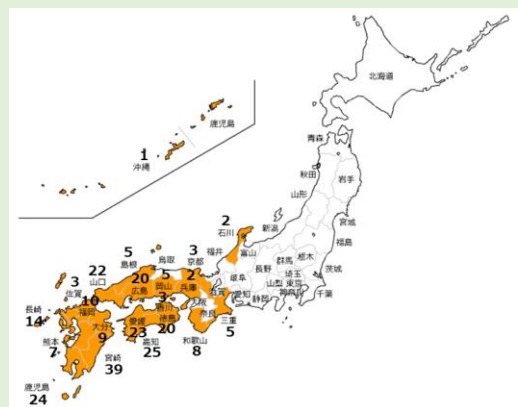 北海道
青森
秋田
岩手
山形
宮城
福島
新潟
2
石川
富山
福井
長野
群馬
栃木
茨城
埼玉
東京
山梨
神奈川
千葉
岐阜
愛知
静岡
滋賀
三重
5
3
京都
鳥取
5
島根
2
兵庫
5
岡山
20
広島
22
山口
大阪
奈良
和歌山
8
3
香川
徳島
20
愛媛
23
高知
25
3
佐賀
10
福岡
長崎
14
大分
9
熊本
7
宮崎
39
鹿児島
24
鹿児島
1
沖縄